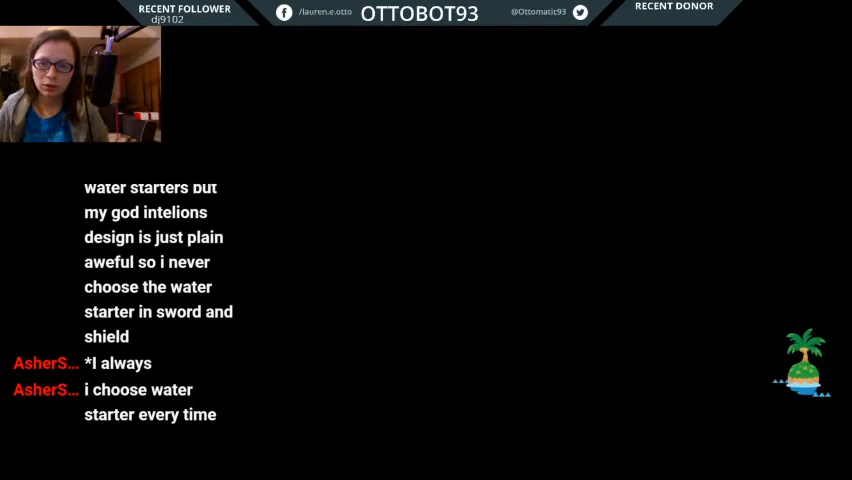 RECENT FOLLOWER
dj9102
/lauren.e.otto
OTTOBOT93
@Ottomatic93
RECENT DONOR
water starters but
my god intelions
design is just plain
aweful so i never
choose the water
starter in sword and
shield
AsherS... *I always
AsherS... i choose water
starter every time